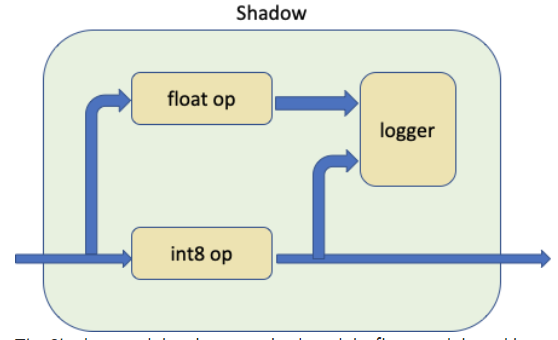 Shadow
float op
logger
int8 op